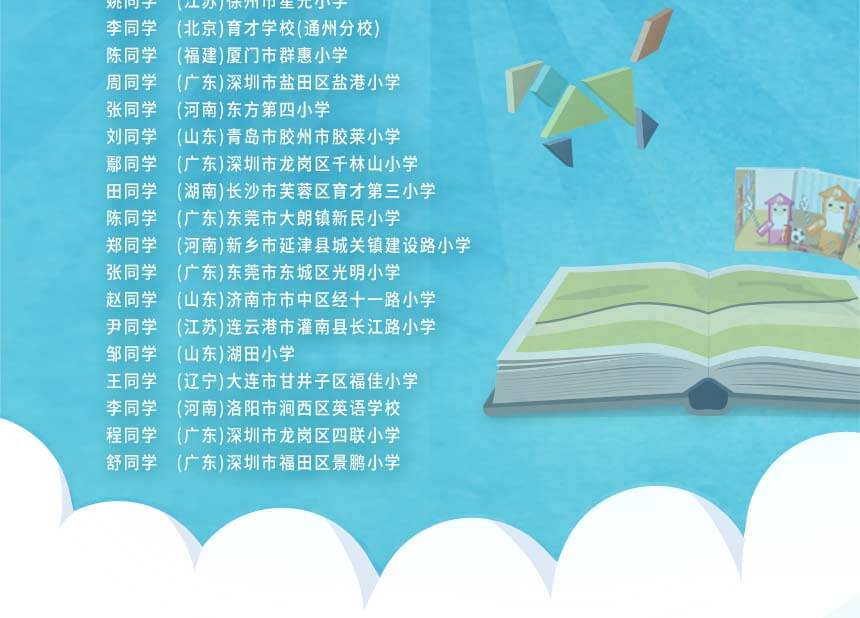 姚同学 (江苏)徐州市星光小学
李同学 (北京)育才学校(通州分校)
陈同学 (福建)厦门市群惠小学
周同学 (广东)深圳市盐田区盐港小学
张同学 (河南)东方第四小学
刘同学 (山东)青岛市胶州市胶莱小学
鄢同学 (广东)深圳市龙岗区千林山小学
田同学 (湖南)长沙市芙蓉区育才第三小学
陈同学 (广东)东莞市大朗镇新民小学
郑同学 (河南)新乡市延津县城关镇建设路小学
张同学 (广东)东莞市东城区光明小学
赵同学 (山东)济南市市中区经十一路小学
尹同学 (江苏)连云港市灌南县长江路小学
邹同学 (山东)湖田小学
王同学 (辽宁)大连市甘井子区福佳小学
李同学 (河南)洛阳市涧西区英语学校
程同学 (广东)深圳市龙岗区四联小学
舒同学 (广东)深圳市福田区景鹏小学